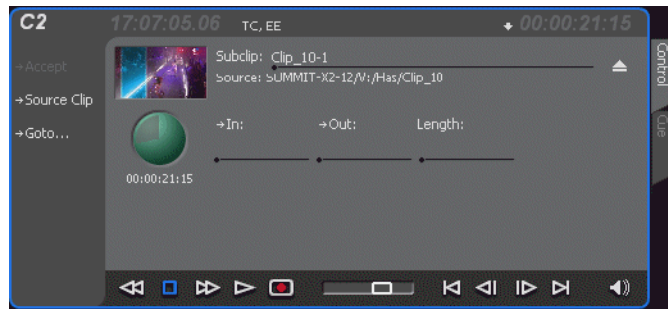 C2 17:07:05.06 TC, EE 00:00:21:15
Accept
Source Clip
Goto...
Subclip: Clip_10-1
Source: SUMMIT-X2-12/V:/Has/Clip_10
In: Out: Length:
00:00:21:15
Control
Cue